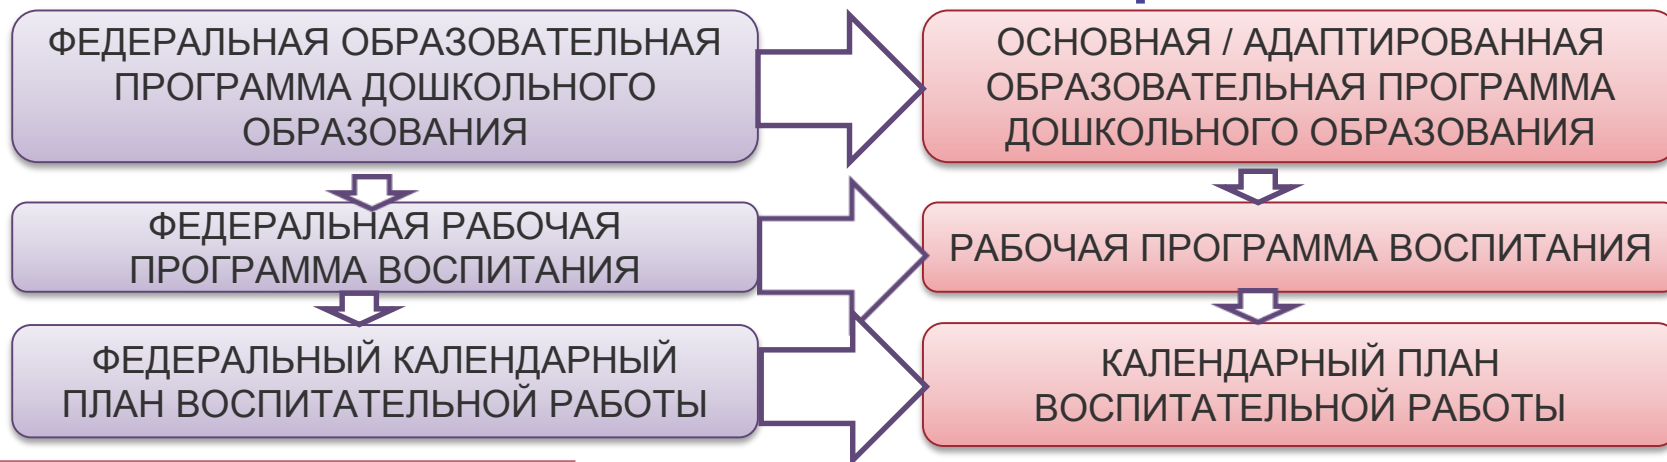 ФЕДЕРАЛЬНАЯ ОБРАЗОВАТЕЛЬНАЯ
ПРОГРАММА ДОШКОЛЬНОГО
ОБРАЗОВАНИЯ
ОСНОВНАЯ / АДАПТИРОВАННАЯ
ОБРАЗОВАТЕЛЬНАЯ ПРОГРАММА
ДОШКОЛЬНОГО ОБРАЗОВАНИЯ
ФЕДЕРАЛЬНАЯ РАБОЧАЯ
ПРОГРАММА ВОСПИТАНИЯ
РАБОЧАЯ ПРОГРАММА ВОСПИТАНИЯ
ФЕДЕРАЛЬНЫЙ КАЛЕНДАРНЫЙ
ПЛАН ВОСПИТАТЕЛЬНОЙ РАБОТЫ
КАЛЕНДАРНЫЙ ПЛАН
ВОСПИТАТЕЛЬНОЙ РАБОТЫ